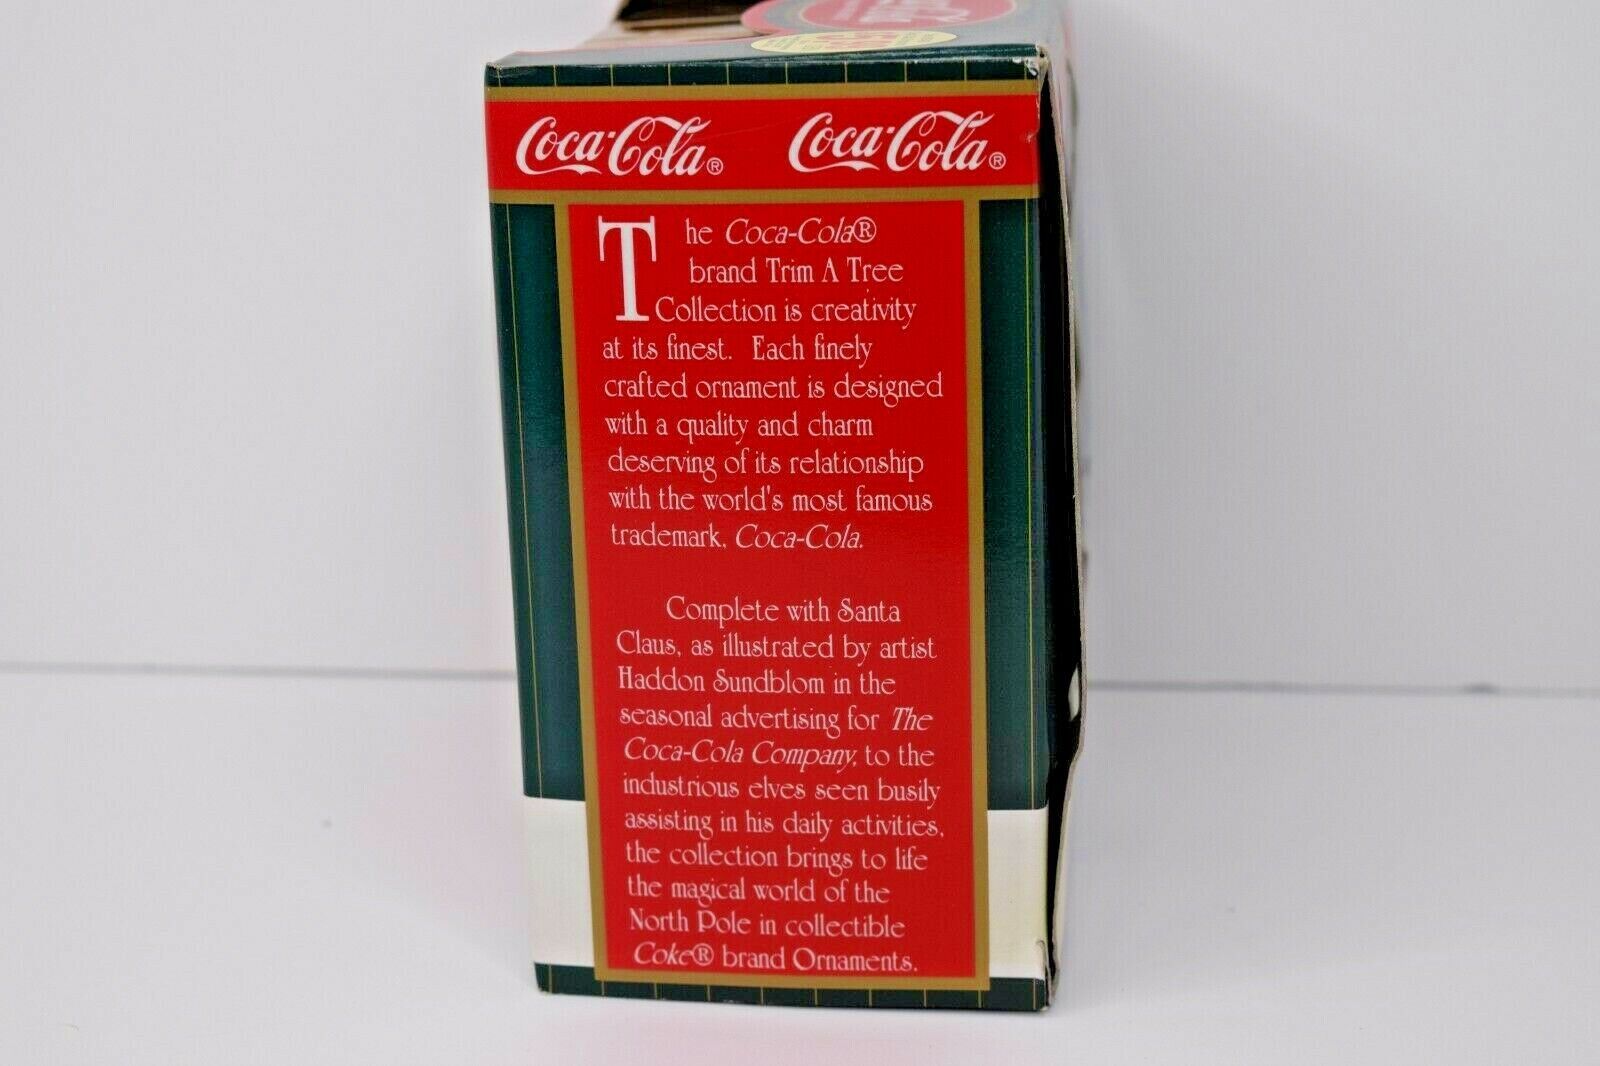 Coca-Cola® Coca-Cola®
The Coca-Cola®
brand Trim A Tree
Collection is creativity
at its finest. Each finely
crafted ornament is designed
with a quality and charm
deserving of its relationship
with the world's most famous
trademark, Coca-Cola.
Complete with Santa
Claus, as illustrated by artist
Haddon Sundblom in the
seasonal advertising for The
Coca-Cola Company, to the
industrious elves seen busily
assisting in his daily activities,
the collection brings to life
the magical world of the
North Pole in collectible
Coke® brand Ornaments.